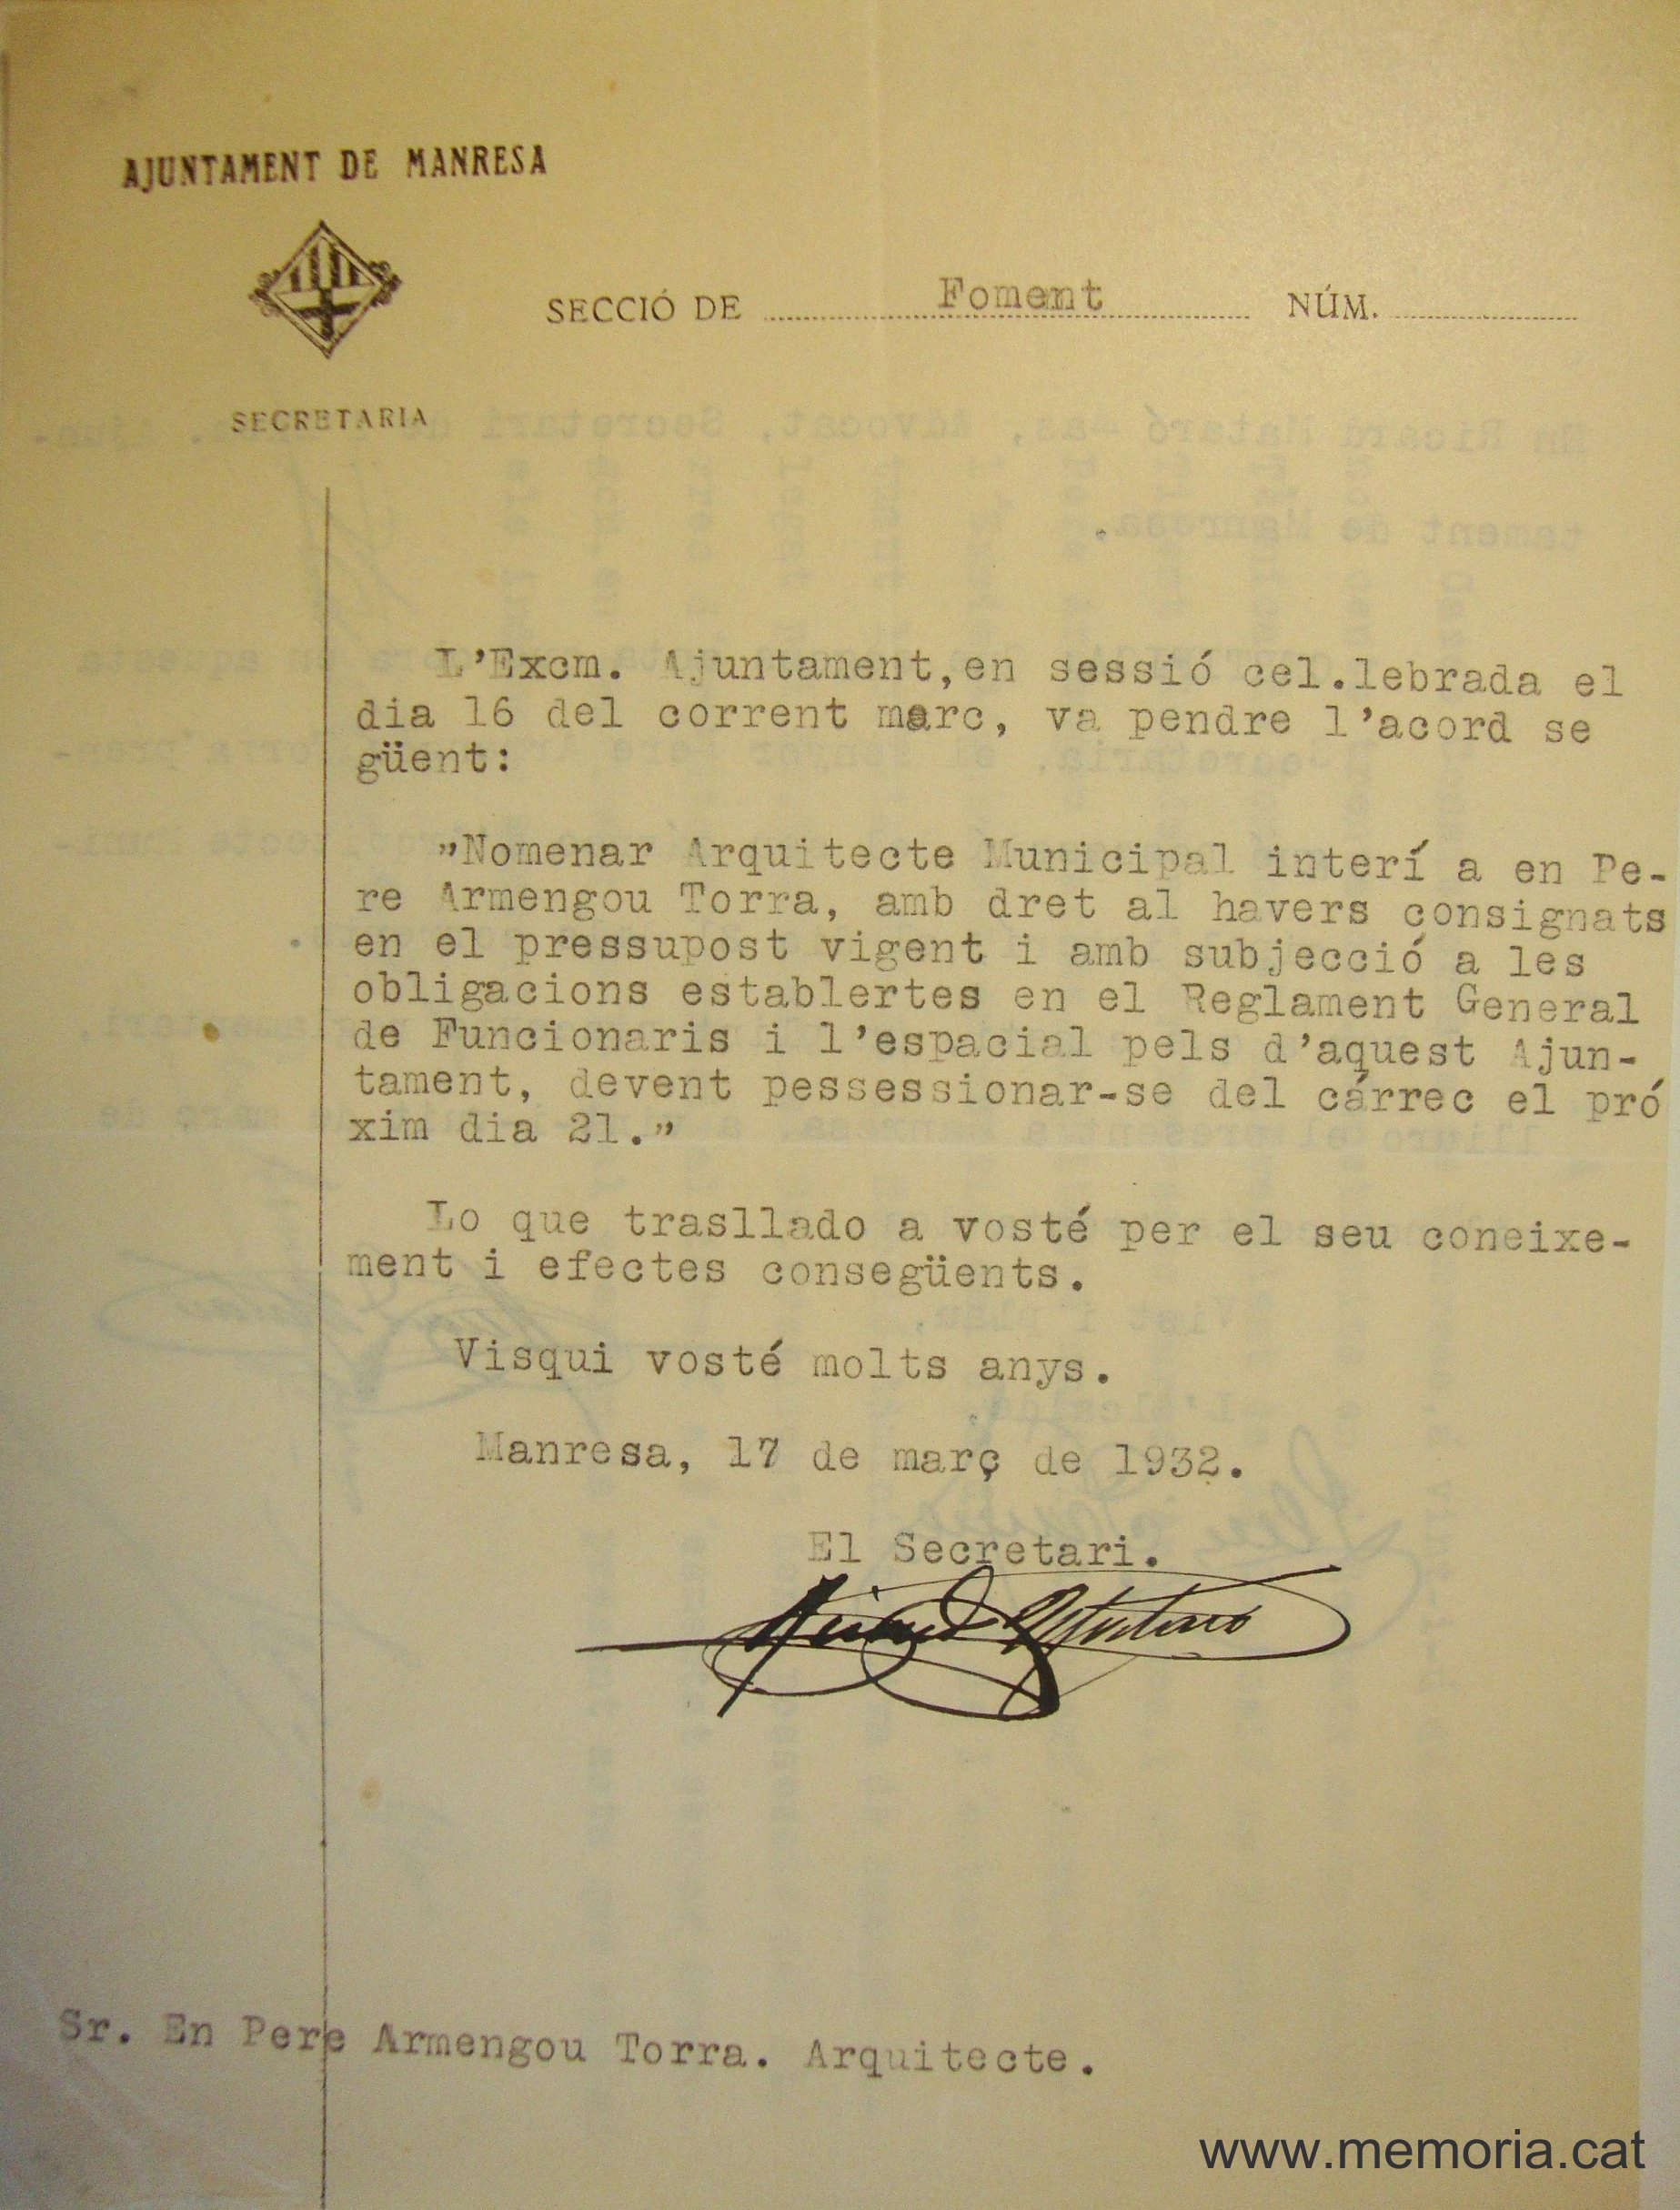 AJUNTAMENT DE MANRESA
SECCIÓ DE Foment NÚM.
SECRETARIA
L'Excm. Ajuntament,en sessió cel.lebrada el
dia 16 del corrent marc, va pendre l'acord se
güent:
"Nomenar Arquitecte Municipal interí a en Pe-
re Armengou Torra, amb dret al havers consignats
en el pressupost vigent i amb subjecció a les
obligacions establertes en el Reglament General
de Funcionaris i l'espacial pels d'aquest Ajun-
tament, devent pessessionar-se del cárrec el pró
xim dia 21."
Lo que trasllado a vosté per el seu coneixe-
ment i efectes consegüents.
Visqui vosté molts anys.
Manresa, 17 de març de 1932.
El Secretari.
Sr. En Pere Armengou Torra. Arquitecte.
www.memoria.cat